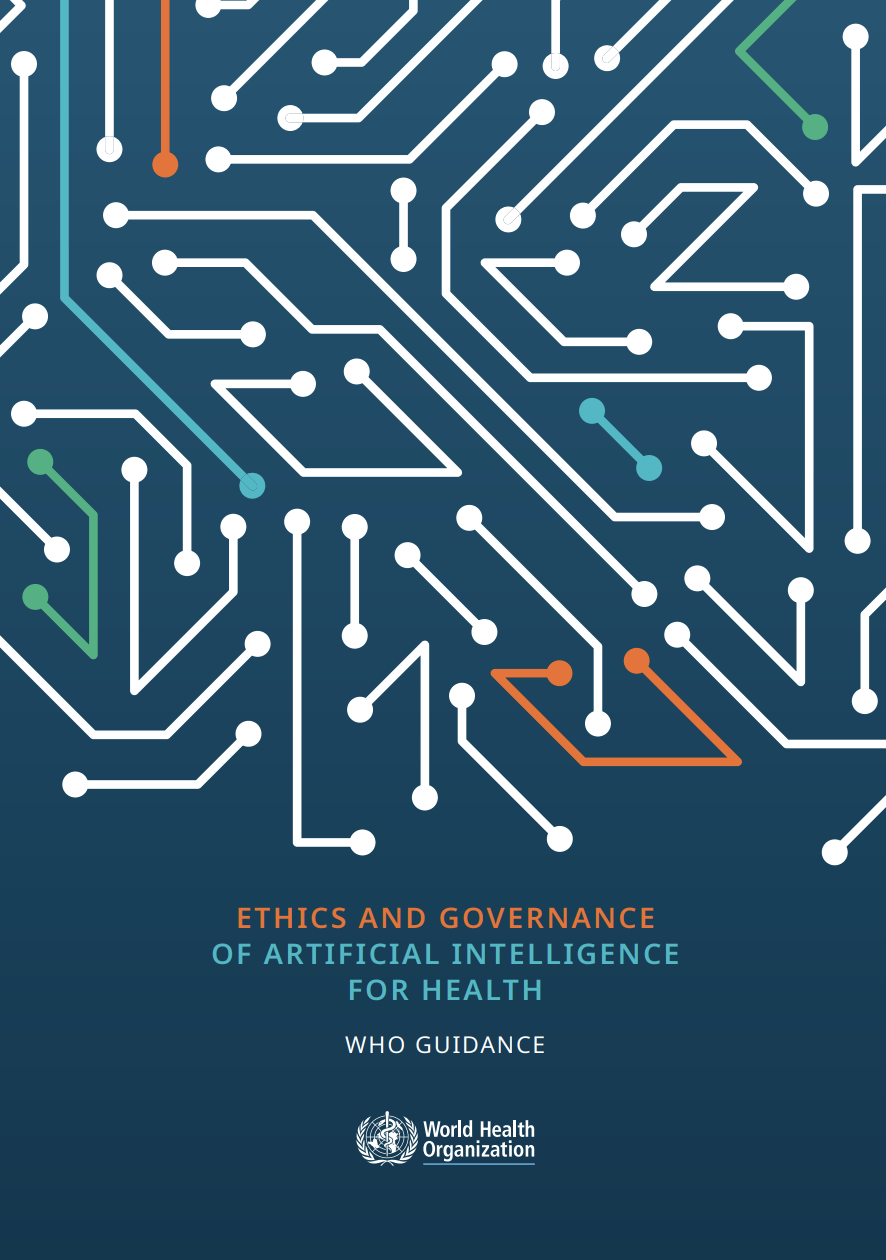 ETHICS AND GOVERNANCE
OF ARTIFICIAL INTELLIGENCE
FOR HEALTH
WHO GUIDANCE
World Health
Organization